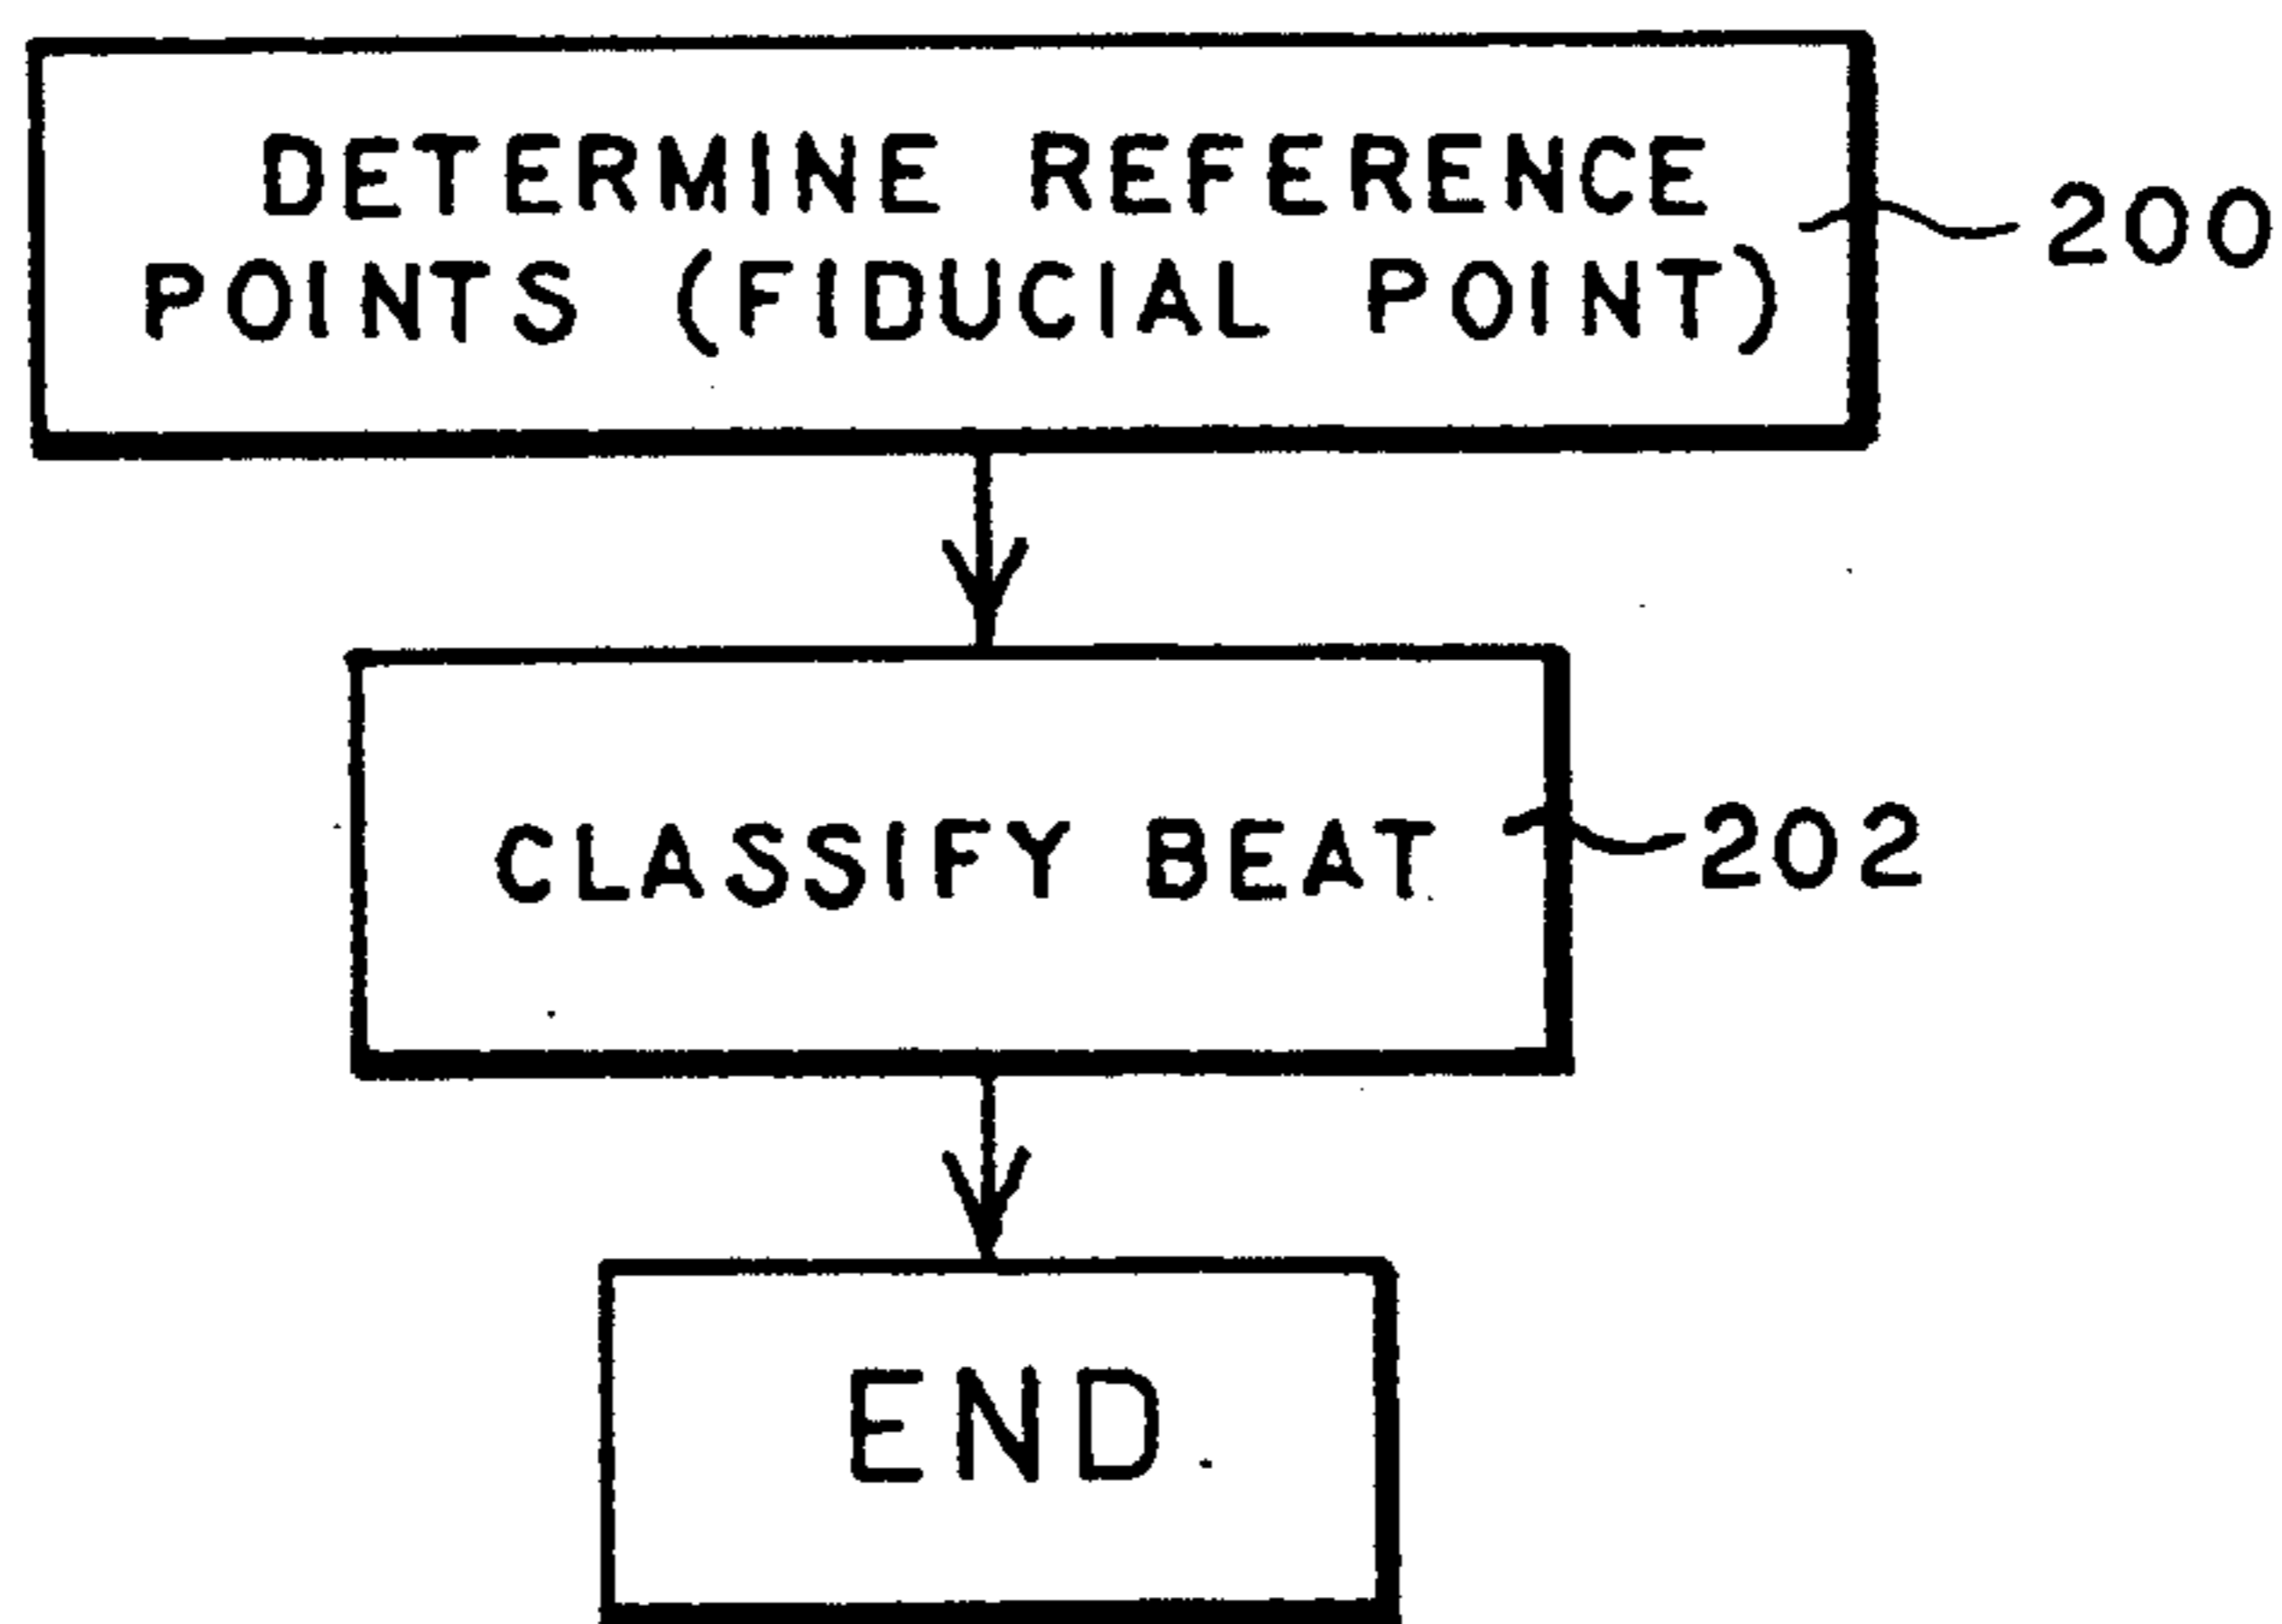 DETERMINE REFERENCE
POINTS (FIDUCIAL POINT)
200
CLASSIFY BEAT
202
END.